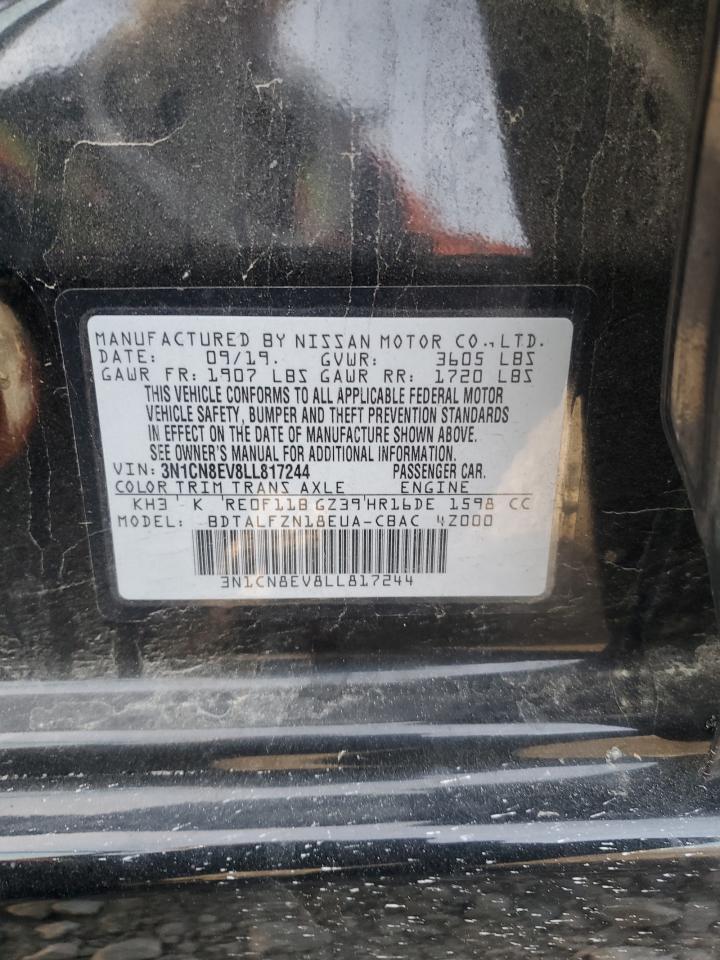 MANUFACTURED BY NISSAN MOTOR CO., LTD.
DATE: 09/19. GVWR: 3605 LBS
GAWR FR: 1907 LBS GAWR RR: 1720 LBS
THIS VEHICLE CONFORMS TO ALL APPLICABLE FEDERAL MOTOR
VEHICLE SAFETY, BUMPER AND THEFT PREVENTION STANDARDS
IN EFFECT ON THE DATE OF MANUFACTURE SHOWN ABOVE.
SEE OWNER'S MANUAL FOR ADDITIONAL INFORMATION.
VIN: 3N1CN8EV8LL817244 PASSENGER CAR.
COLOR TRIM TRANS AXLE ENGINE
KH3 ' K ' RE0F11B GZ39 ' HR16DE 1598 CC
MODEL: BDTALFZN18EUA-CBAC 4Z000
3N1CN8EV8LL817244